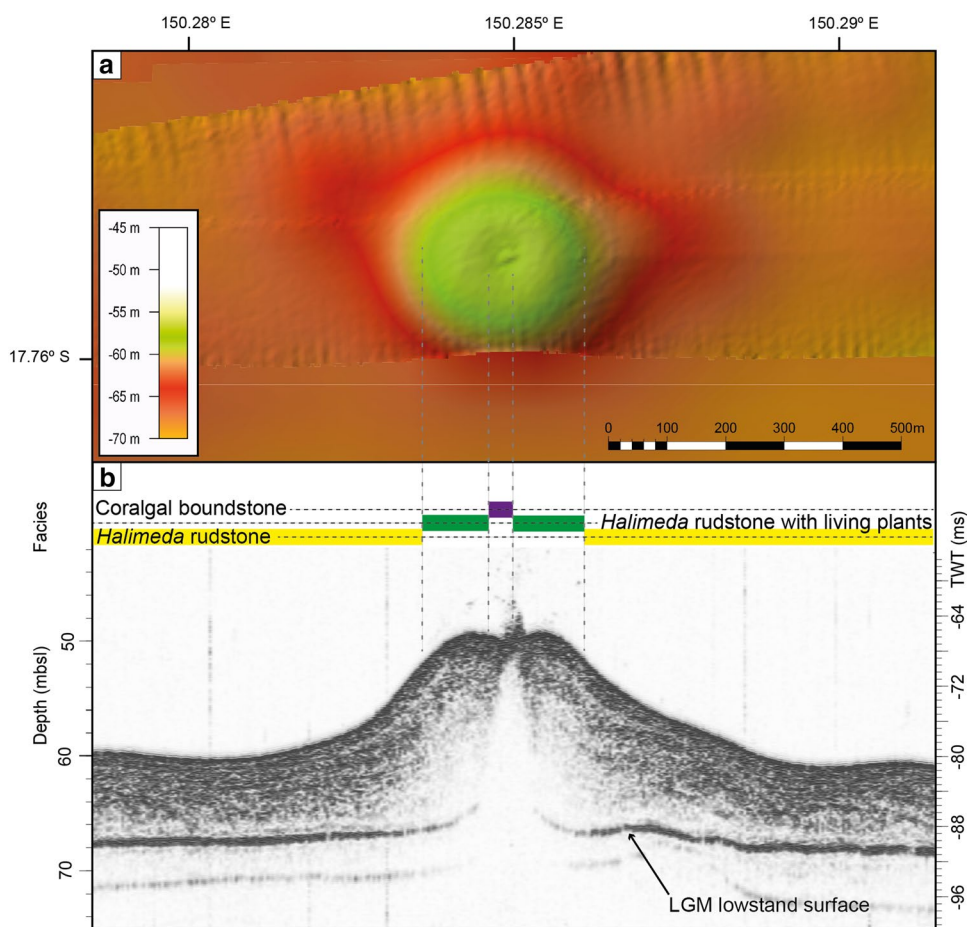 150.28º E
150.285º E
150.29º E
a
-45 m
-50 m
-55 m
-60 m
-65 m
-70 m
17.76º S
0 100 200 300 400 500m
b
Facies
Coralgal boundstone
Halimeda rudstone with living plants
Halimeda rudstone
TWT (ms)
Depth (mbsl)
50
60
70
-64
-72
-80
-88
-96
LGM lowstand surface